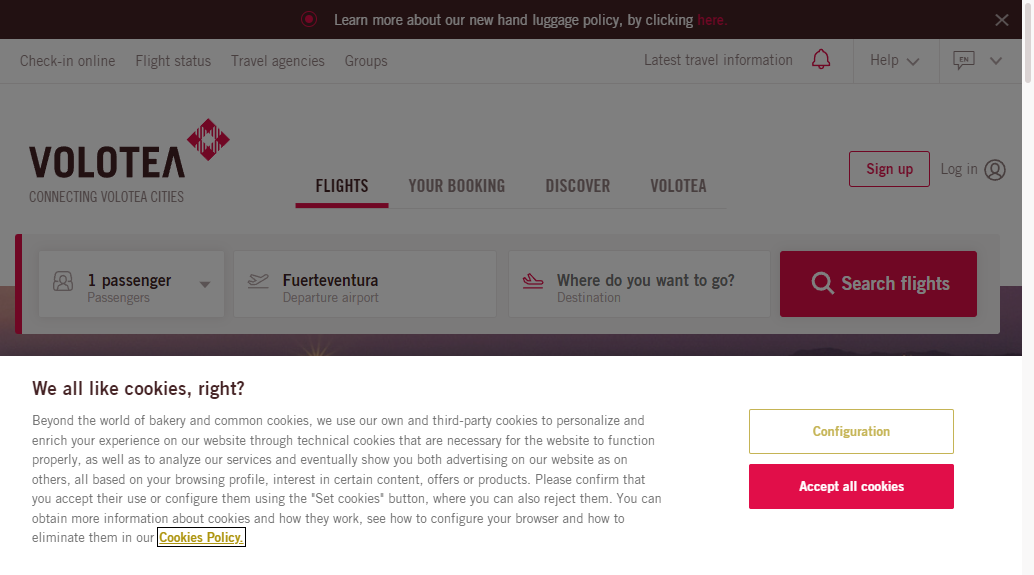 Learn more about our new hand luggage policy, by clicking here.
Check-in online Flight status Travel agencies Groups Latest travel information Help EN
VOLOTEA
CONNECTING VOLOTEA CITIES
FLIGHTS YOUR BOOKING DISCOVER VOLOTEA
Sign up Log in
1 passenger
Passengers
Fuerteventura
Departure airport
Where do you want to go?
Destination
Search flights
We all like cookies, right?
Beyond the world of bakery and common cookies, we use our own and third-party cookies to personalize and
enrich your experience on our website through technical cookies that are necessary for the website to function
properly, as well as to analyze our services and eventually show you both advertising on our website as on
others, all based on your browsing profile, interest in certain content, offers or products. Please confirm that
you accept their use or configure them using the "Set cookies" button, where you can also reject them. You can
obtain more information about cookies and how they work, see how to configure your browser and how to
eliminate them in our Cookies Policy.
Configuration
Accept all cookies